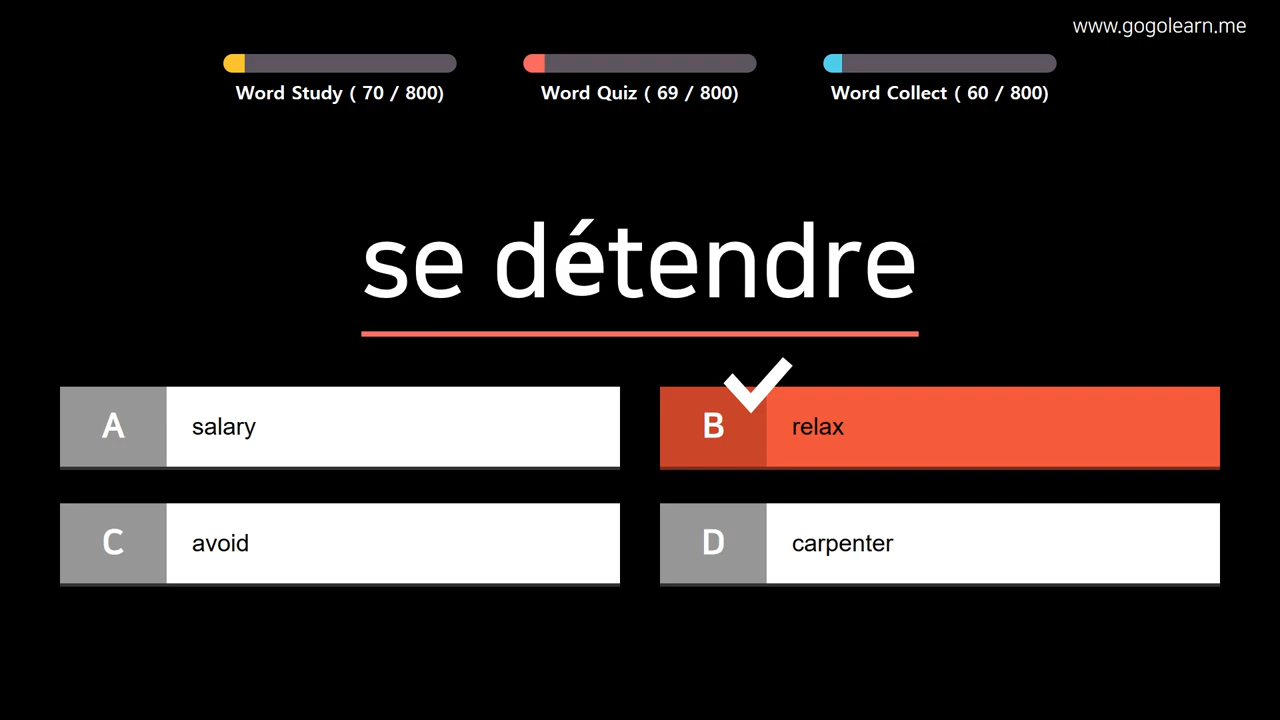 www.gogolearn.me
Word Study ( 70 / 800)
Word Quiz ( 69 / 800)
Word Collect ( 60 / 800)
se détendre
A salary
B relax
C avoid
D carpenter